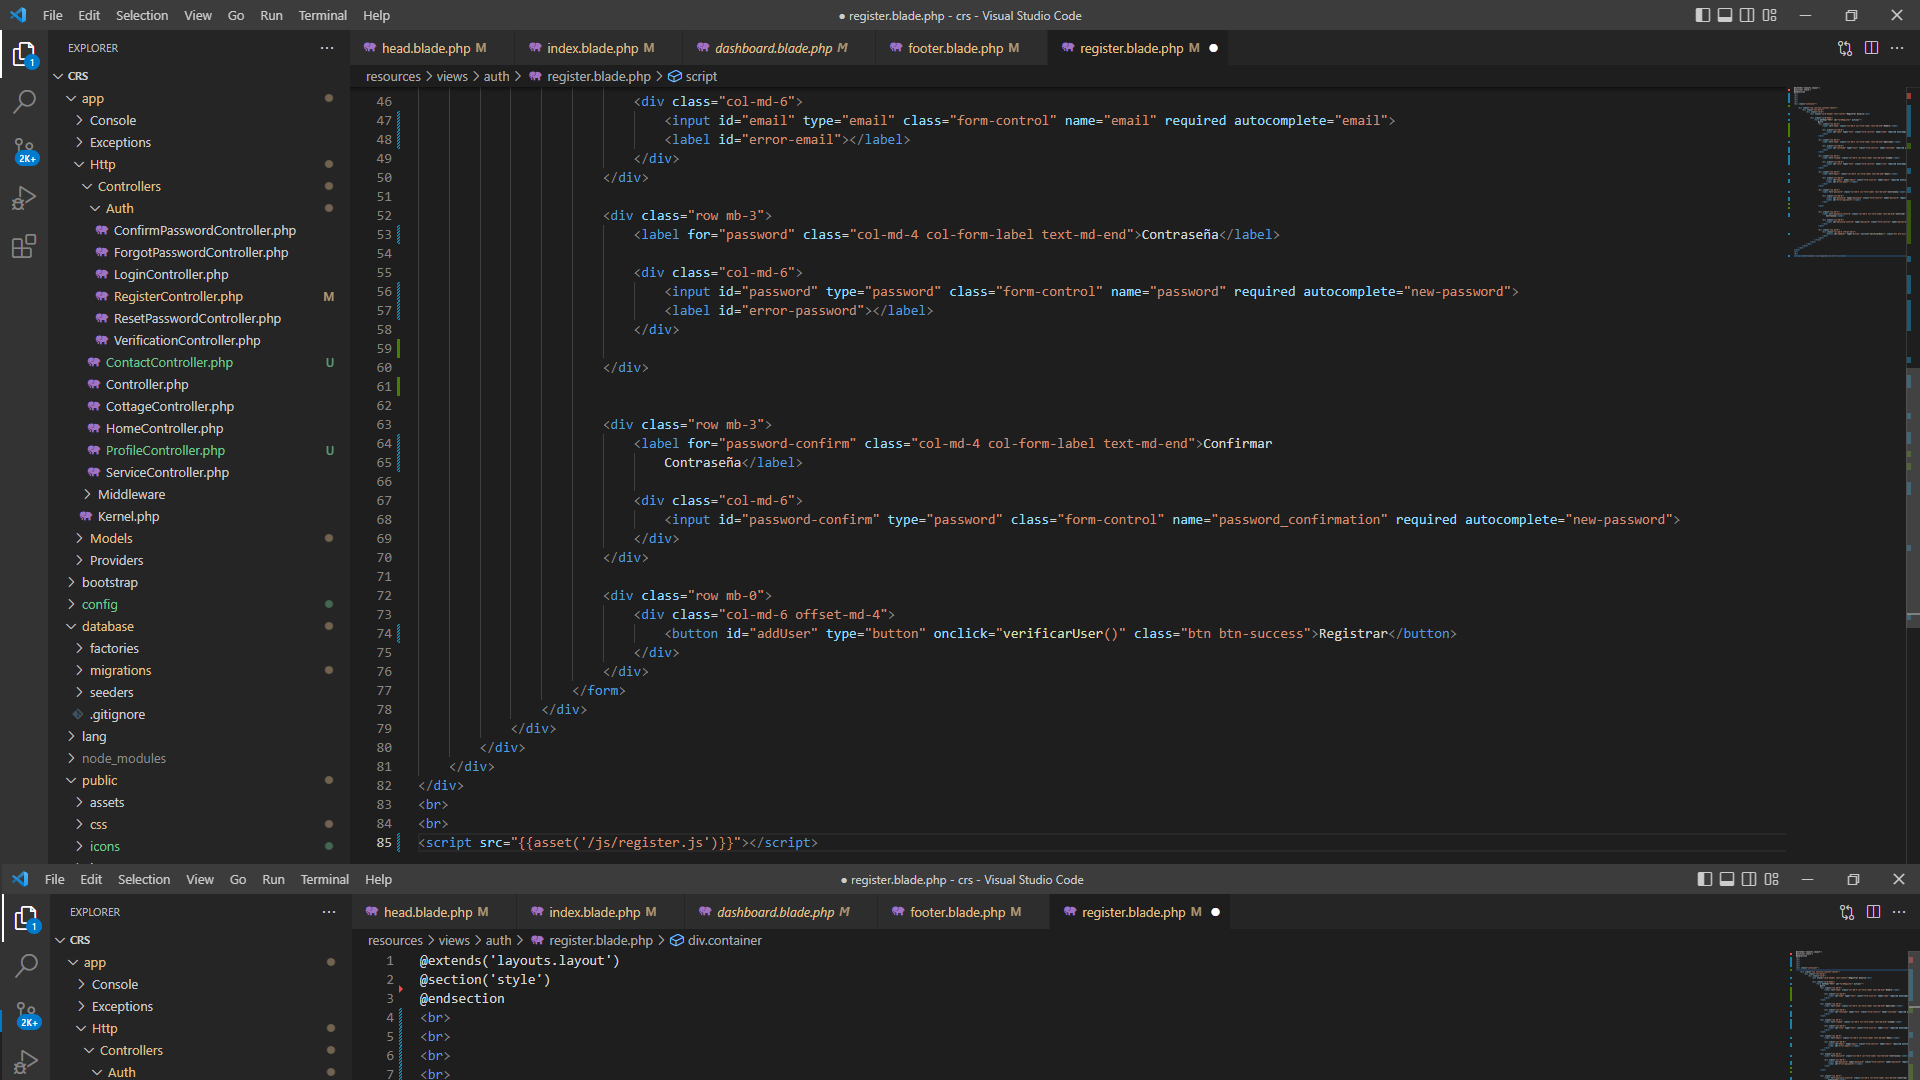 File Edit Selection View Go Run Terminal Help
● register.blade.php - crs - Visual Studio Code
EXPLORER ···
head.blade.php M index.blade.php M dashboard.blade.php M footer.blade.php M register.blade.php M ●
1
CRS
resources > views > auth > register.blade.php > script
app
Console
Exceptions
2K+
Http
Controllers
Auth
ConfirmPasswordController.php
ForgotPasswordController.php
LoginController.php
RegisterController.php M
ResetPasswordController.php
VerificationController.php
ContactController.php U
Controller.php
CottageController.php
HomeController.php
ProfileController.php U
ServiceController.php
Middleware
Kernel.php
Models
Providers
bootstrap
config
database
factories
migrations
seeders
.gitignore
lang
node_modules
public
assets
css
icons
46 <div class="col-md-6">
47 <input id="email" type="email" class="form-control" name="email" required autocomplete="email">
48 <label id="error-email"></label>
49 </div>
50 </div>
51
52 <div class="row mb-3">
53 <label for="password" class="col-md-4 col-form-label text-md-end">Contraseña</label>
54
55 <div class="col-md-6">
56 <input id="password" type="password" class="form-control" name="password" required autocomplete="new-password">
57 <label id="error-password"></label>
58 </div>
59
60 </div>
61
62
63 <div class="row mb-3">
64 <label for="password-confirm" class="col-md-4 col-form-label text-md-end">Confirmar
65 Contraseña</label>
66
67 <div class="col-md-6">
68 <input id="password-confirm" type="password" class="form-control" name="password_confirmation" required autocomplete="new-password">
69 </div>
70 </div>
71
72 <div class="row mb-0">
73 <div class="col-md-6 offset-md-4">
74 <button id="addUser" type="button" onclick="verificarUser()" class="btn btn-success">Registrar</button>
75 </div>
76 </div>
77 </form>
78 </div>
79 </div>
80 </div>
81 </div>
82 </div>
83 <br>
84 <br>
85 <script src="{{asset('/js/register.js')}}"></script>
File Edit Selection View Go Run Terminal Help
● register.blade.php - crs - Visual Studio Code
EXPLORER ···
head.blade.php M index.blade.php M dashboard.blade.php M footer.blade.php M register.blade.php M ●
1
CRS
resources > views > auth > register.blade.php > div.container
app
Console
Exceptions
2K+
Http
Controllers
Auth
1 @extends('layouts.layout')
2 @section('style')
3 @endsection
4 <br>
5 <br>
6 <br>
7 <br>